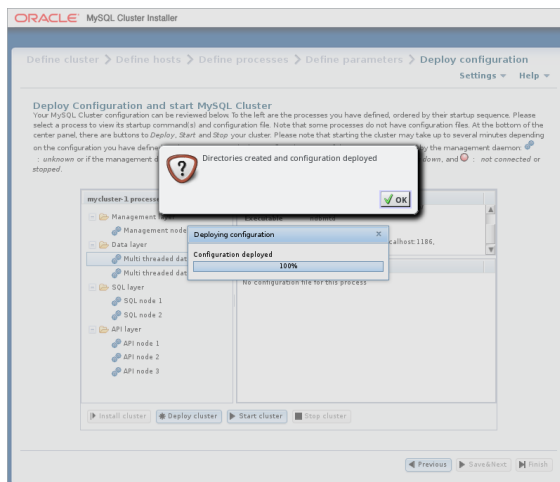 ORACLE MySQL Cluster Installer
Define cluster > Define hosts > Define processes > Define parameters > Deploy configuration
Settings Help
Deploy Configuration and start MySQL Cluster
Your MySQL Cluster configuration can be reviewed below. To the left are the processes you have defined, ordered by their startup sequence. Please
select a process to view its startup command(s) and configuration file. Note that some processes do not have configuration files. At the bottom of the
center panel, there are buttons to Deploy, Start and Stop your cluster. Please note that starting the cluster may take up to several minutes depending
on the configuration you have define by the management daemon:
: unknown or if the management d down, and : not connected or
stopped.
Directories created and configuration deployed
OK
mycluster-1 processe
Management layer
Executable
Management node
Deploying configuration x
Data layer
calhost:1186,
Multi threaded dat
Configuration deployed
100%
Multi threaded dat
No configuration file for this process
SQL layer
SQL node 1
SQL node 2
API layer
API node 1
API node 2
API node 3
Install cluster Deploy cluster Start cluster Stop cluster
Previous Save&Next Finish